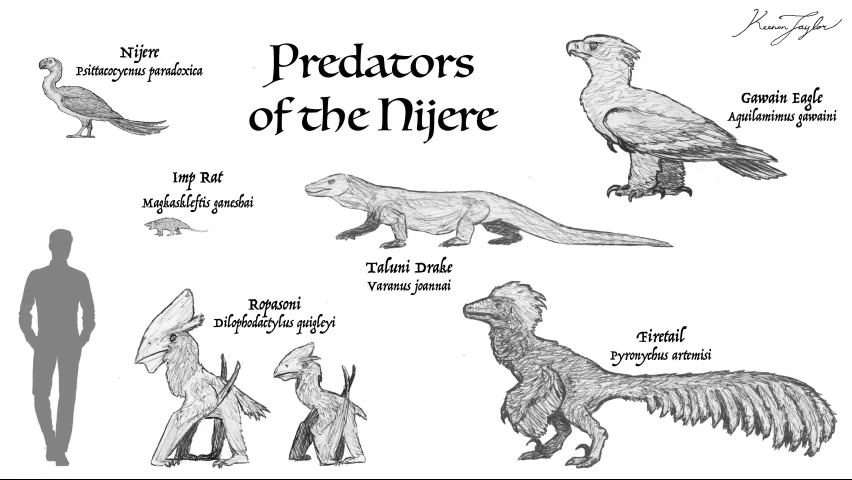 Keenan Taylor
Predators
of the Nijere
Nijere
Psittacocycnus paradoxica
Gawain Eagle
Aquilamimus gawaini
Imp Rat
Magkaskleftis ganeshai
Taluni Drake
Varanus joannai
Ropasoni
Dilophodactylus quigleyi
Firetail
Pyronychus artemisi